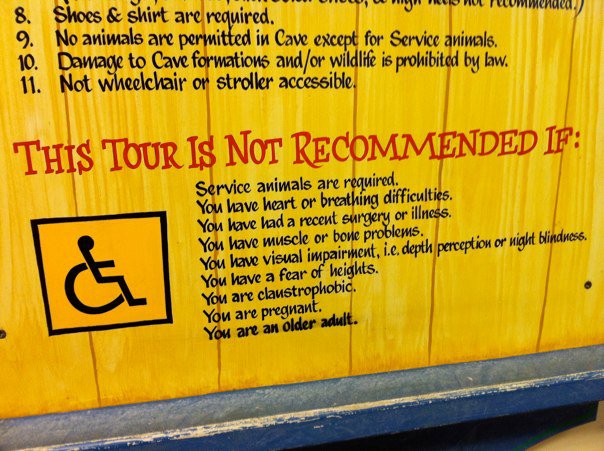 & high heels not recommended.)
8. Shoes & shirt are required.
9. No animals are permitted in Cave except for Service animals.
10. Damage to Cave formations and/or wildlife is prohibited by law.
11. Not wheelchair or stroller accessible.
THIS TOUR IS NOT RECOMMENDED IF:
Service animals are required.
You have heart or breathing difficulties.
You have had a recent surgery or illness.
You have muscle or bone problems.
You have visual impairment, i.e. depth perception or night blindness.
You have a fear of heights.
You are claustrophobic.
You are pregnant.
You are an older adult.